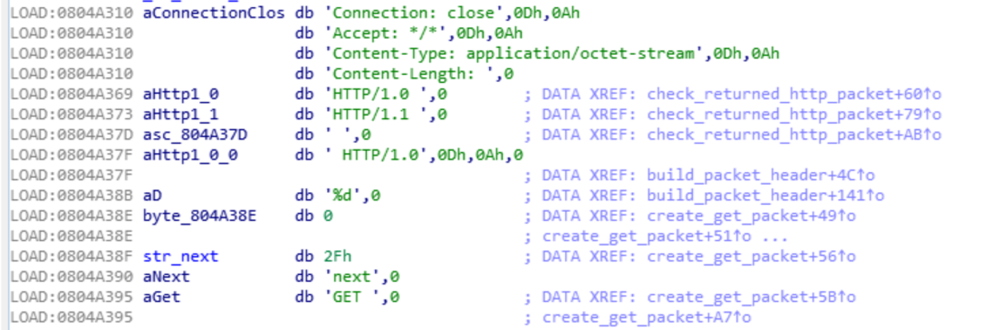 LOAD:0804A310 aConnectionClos db 'Connection: close',0Dh,0Ah
LOAD:0804A310 db 'Accept: */*',0Dh,0Ah
LOAD:0804A310 db 'Content-Type: application/octet-stream',0Dh,0Ah
LOAD:0804A310 db 'Content-Length: ',0
LOAD:0804A369 aHttp1_0 db 'HTTP/1.0 ',0 ; DATA XREF: check_returned_http_packet+60↑o
LOAD:0804A373 aHttp1_1 db 'HTTP/1.1 ',0 ; DATA XREF: check_returned_http_packet+79↑o
LOAD:0804A37D asc_804A37D db ' ',0 ; DATA XREF: check_returned_http_packet+AB↑o
LOAD:0804A37F aHttp1_0_0 db ' HTTP/1.0',0Dh,0Ah,0
LOAD:0804A37F ; DATA XREF: build_packet_header+4C↑o
LOAD:0804A38B aD db '%d',0 ; DATA XREF: build_packet_header+141↑o
LOAD:0804A38E byte_804A38E db 0 ; DATA XREF: create_get_packet+49↑o
LOAD:0804A38E ; create_get_packet+51↑o ...
LOAD:0804A38F str_next db 2Fh ; DATA XREF: create_get_packet+56↑o
LOAD:0804A390 aNext db 'next',0
LOAD:0804A395 aGet db 'GET ',0 ; DATA XREF: create_get_packet+5B↑o
LOAD:0804A395 ; create_get_packet+A7↑o